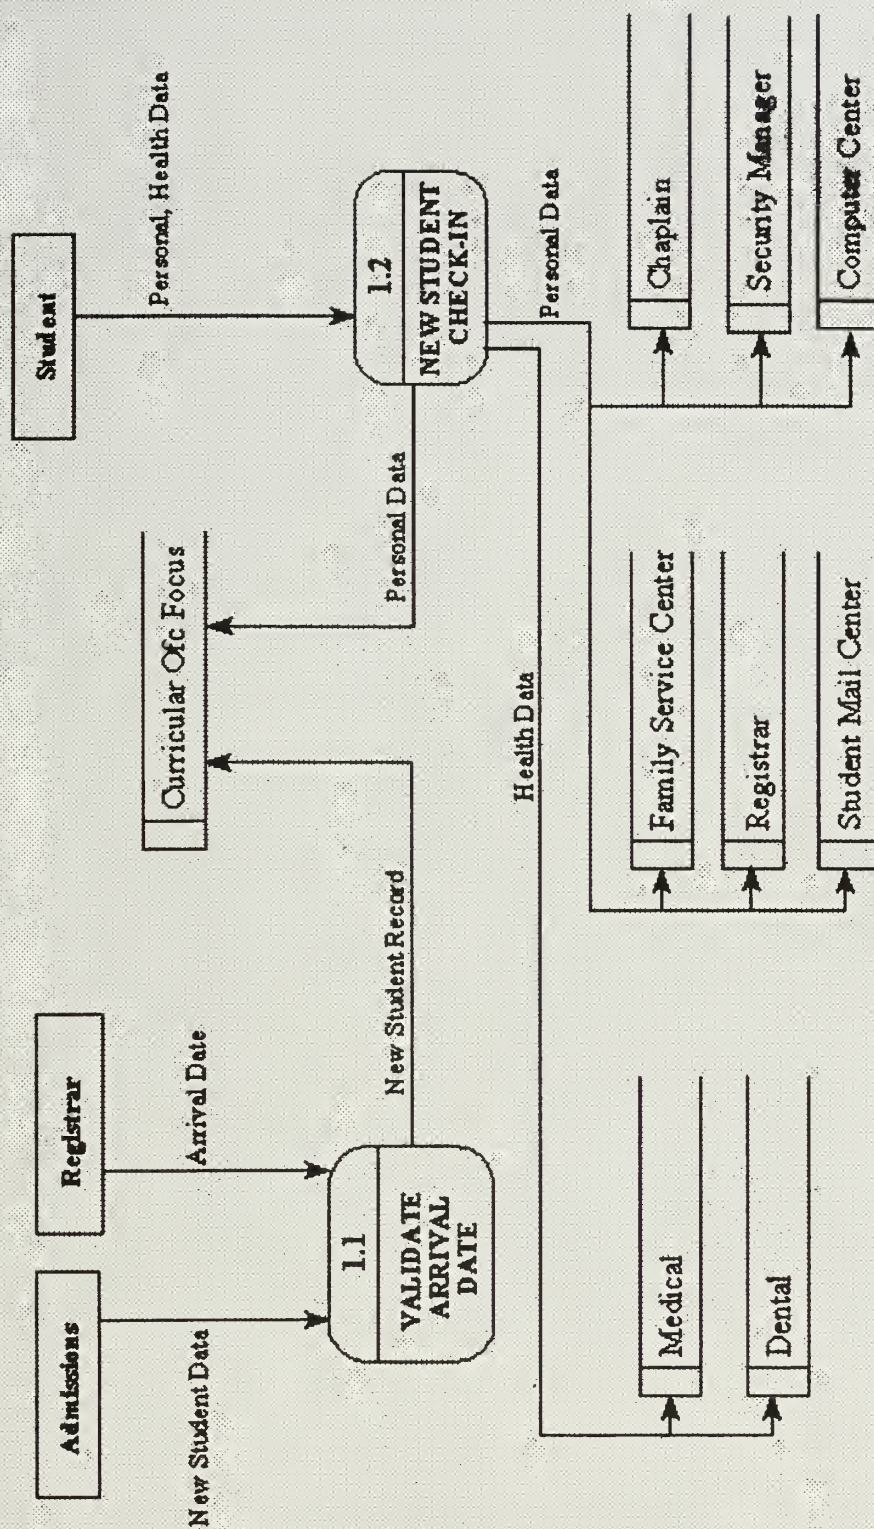 Admissions
Registrar
Student
New Student Data
Arrival Date
Personal, Health Data
Curricular Ofc Focus
1.1
VALIDATE
ARRIVAL
DATE
New Student Record
Personal Data
1.2
NEW STUDENT
CHECK-IN
Health Data
Personal Data
Medical
Dental
Family Service Center
Registrar
Student Mail Center
Chaplain
Security Manager
Computer Center